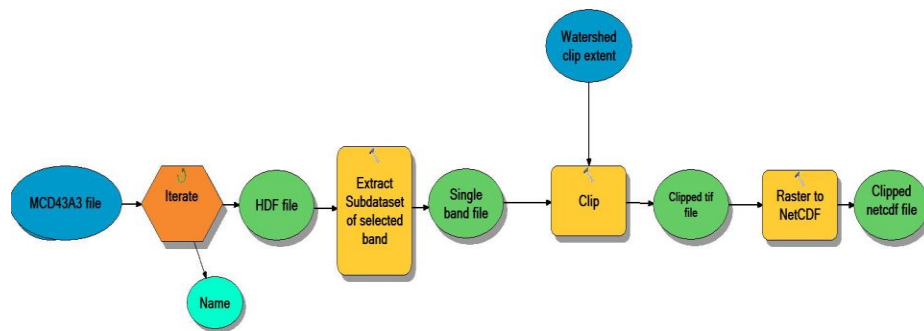 Watershed
clip extent
MCD43A3 file
Iterate
HDF file
Extract
Subdataset
of selected
band
Single
band file
Clip
Clipped tif
file
Raster to
NetCDF
Clipped
netcdf file
Name